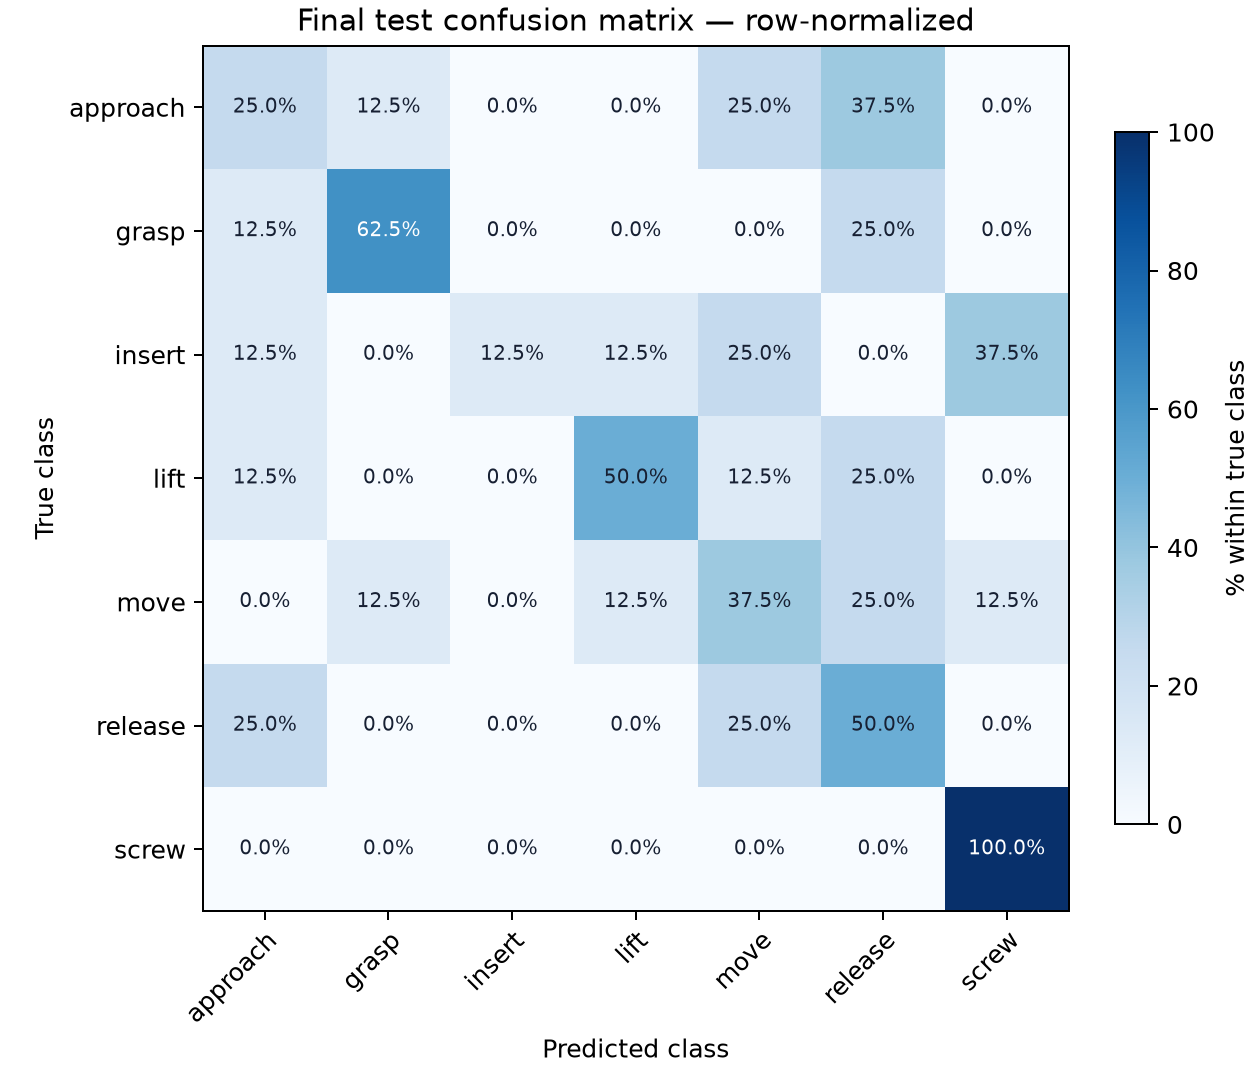 Final test confusion matrix — row-normalized
approach 25.0% 12.5% 0.0% 0.0% 25.0% 37.5% 0.0%
grasp 12.5% 62.5% 0.0% 0.0% 0.0% 25.0% 0.0%
insert 12.5% 0.0% 12.5% 12.5% 25.0% 0.0% 37.5%
lift 12.5% 0.0% 0.0% 50.0% 12.5% 25.0% 0.0%
move 0.0% 12.5% 0.0% 12.5% 37.5% 25.0% 12.5%
release 25.0% 0.0% 0.0% 0.0% 25.0% 50.0% 0.0%
screw 0.0% 0.0% 0.0% 0.0% 0.0% 0.0% 100.0%
approach grasp insert lift move release screw
Predicted class
True class
100
80
60
40
20
0
% within true class